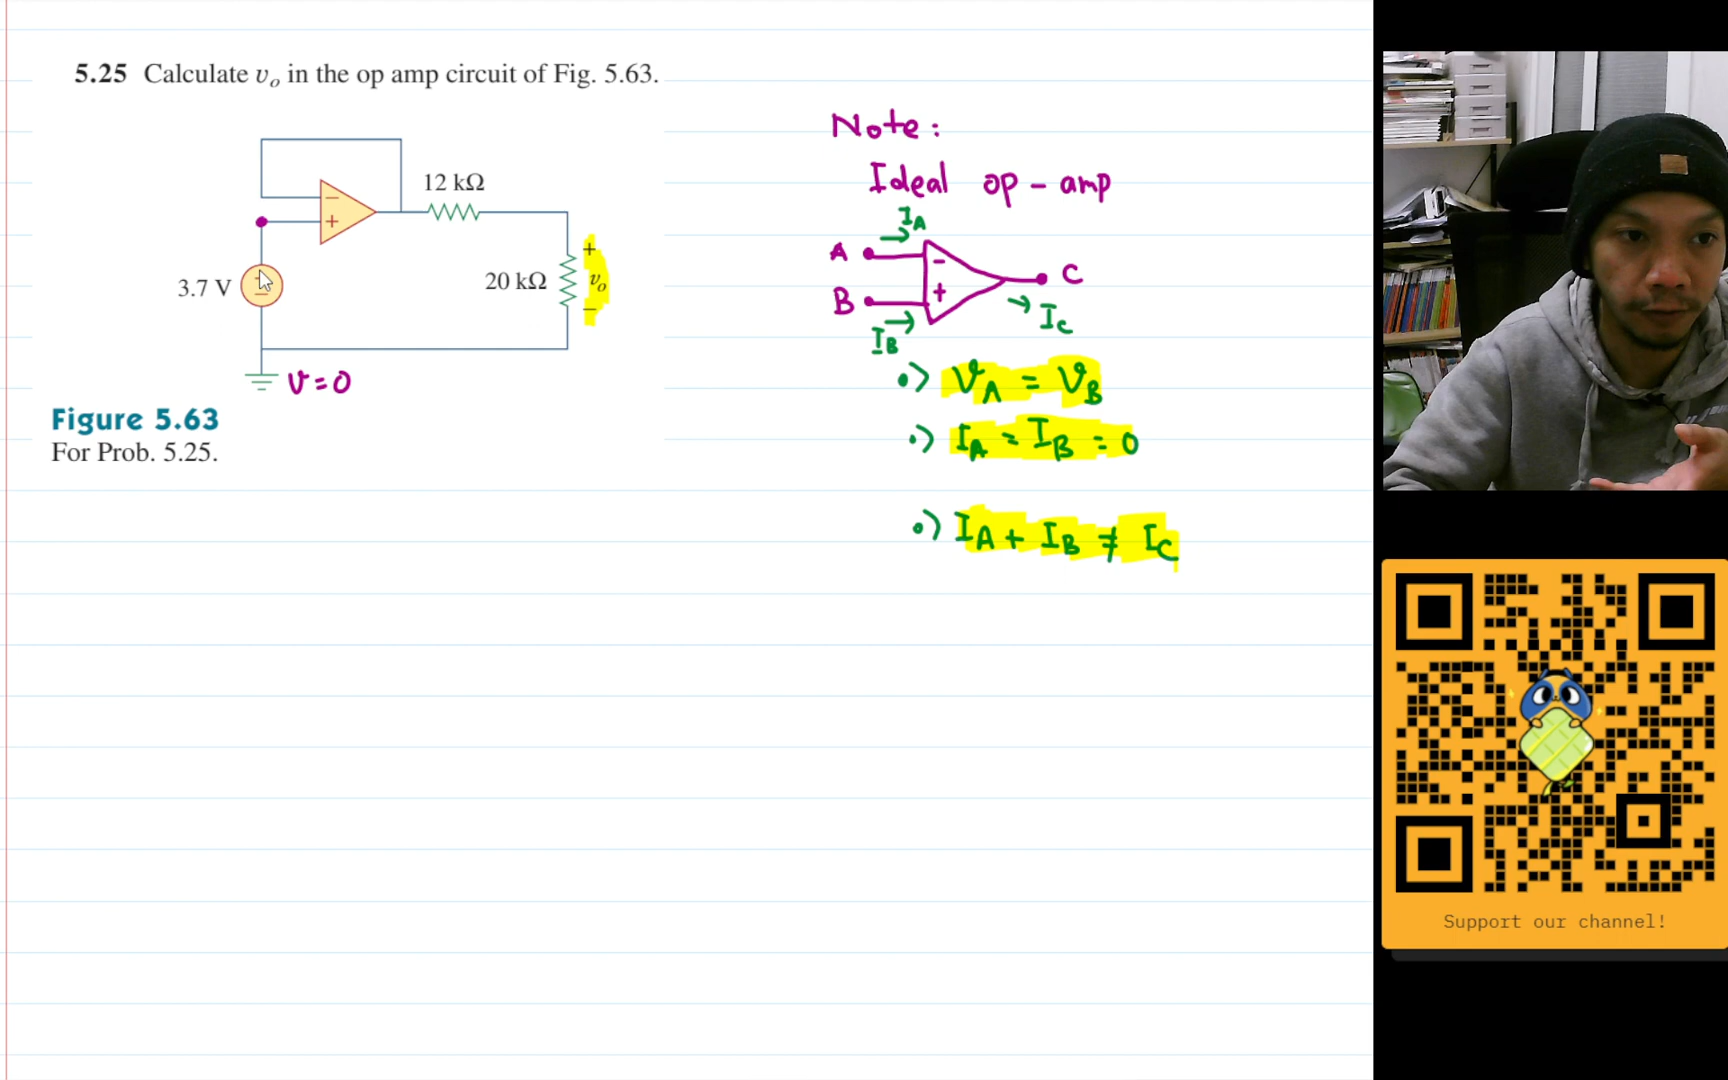 5.25 Calculate vₒ in the op amp circuit of Fig. 5.63.
12 kΩ
−
+
3.7 V
+
−
20 kΩ
+
vₒ
−
V=0
Figure 5.63
For Prob. 5.25.
Note:
Ideal op-amp
I_A
A
−
C
B
+
I_C
I_B
•) V_A = V_B
•) I_A = I_B = 0
•) I_A + I_B ≠ I_C
Support our channel!